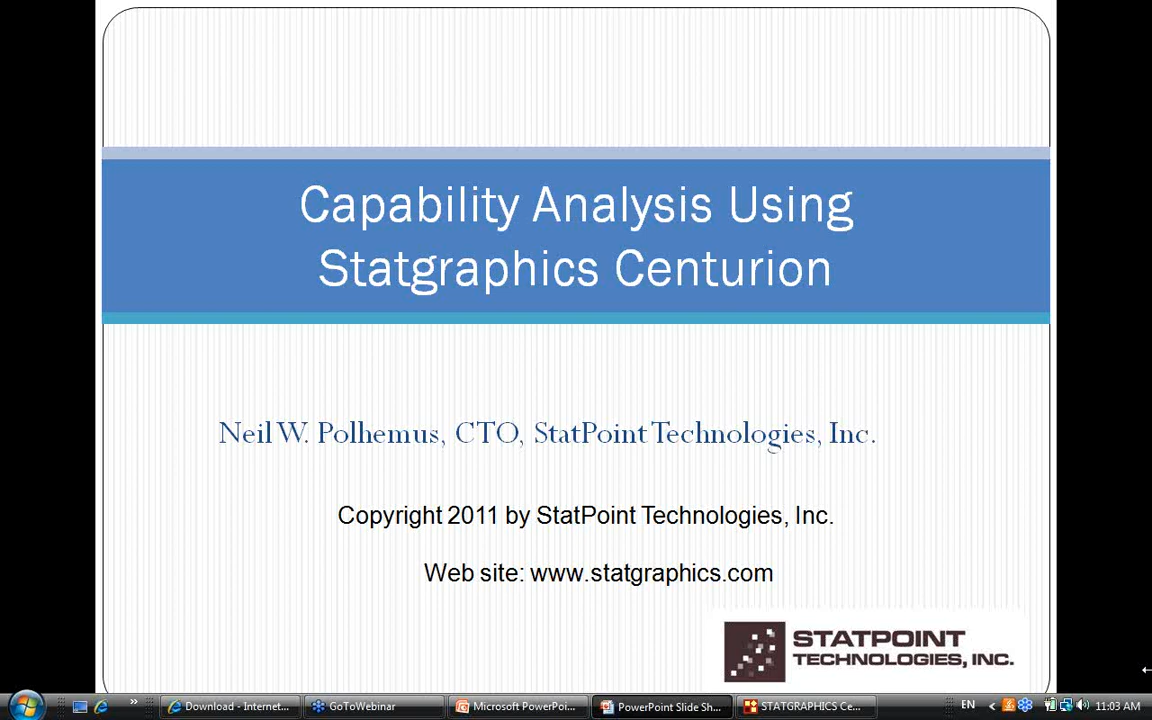 Capability Analysis Using
Statgraphics Centurion
Neil W. Polhemus, CTO, StatPoint Technologies, Inc.
Copyright 2011 by StatPoint Technologies, Inc.
Web site: www.statgraphics.com
STATPOINT
TECHNOLOGIES, INC.
Download - Internet... GoToWebinar Microsoft PowerPoi... PowerPoint Slide Sh... STATGRAPHICS Ce... EN 11:03 AM